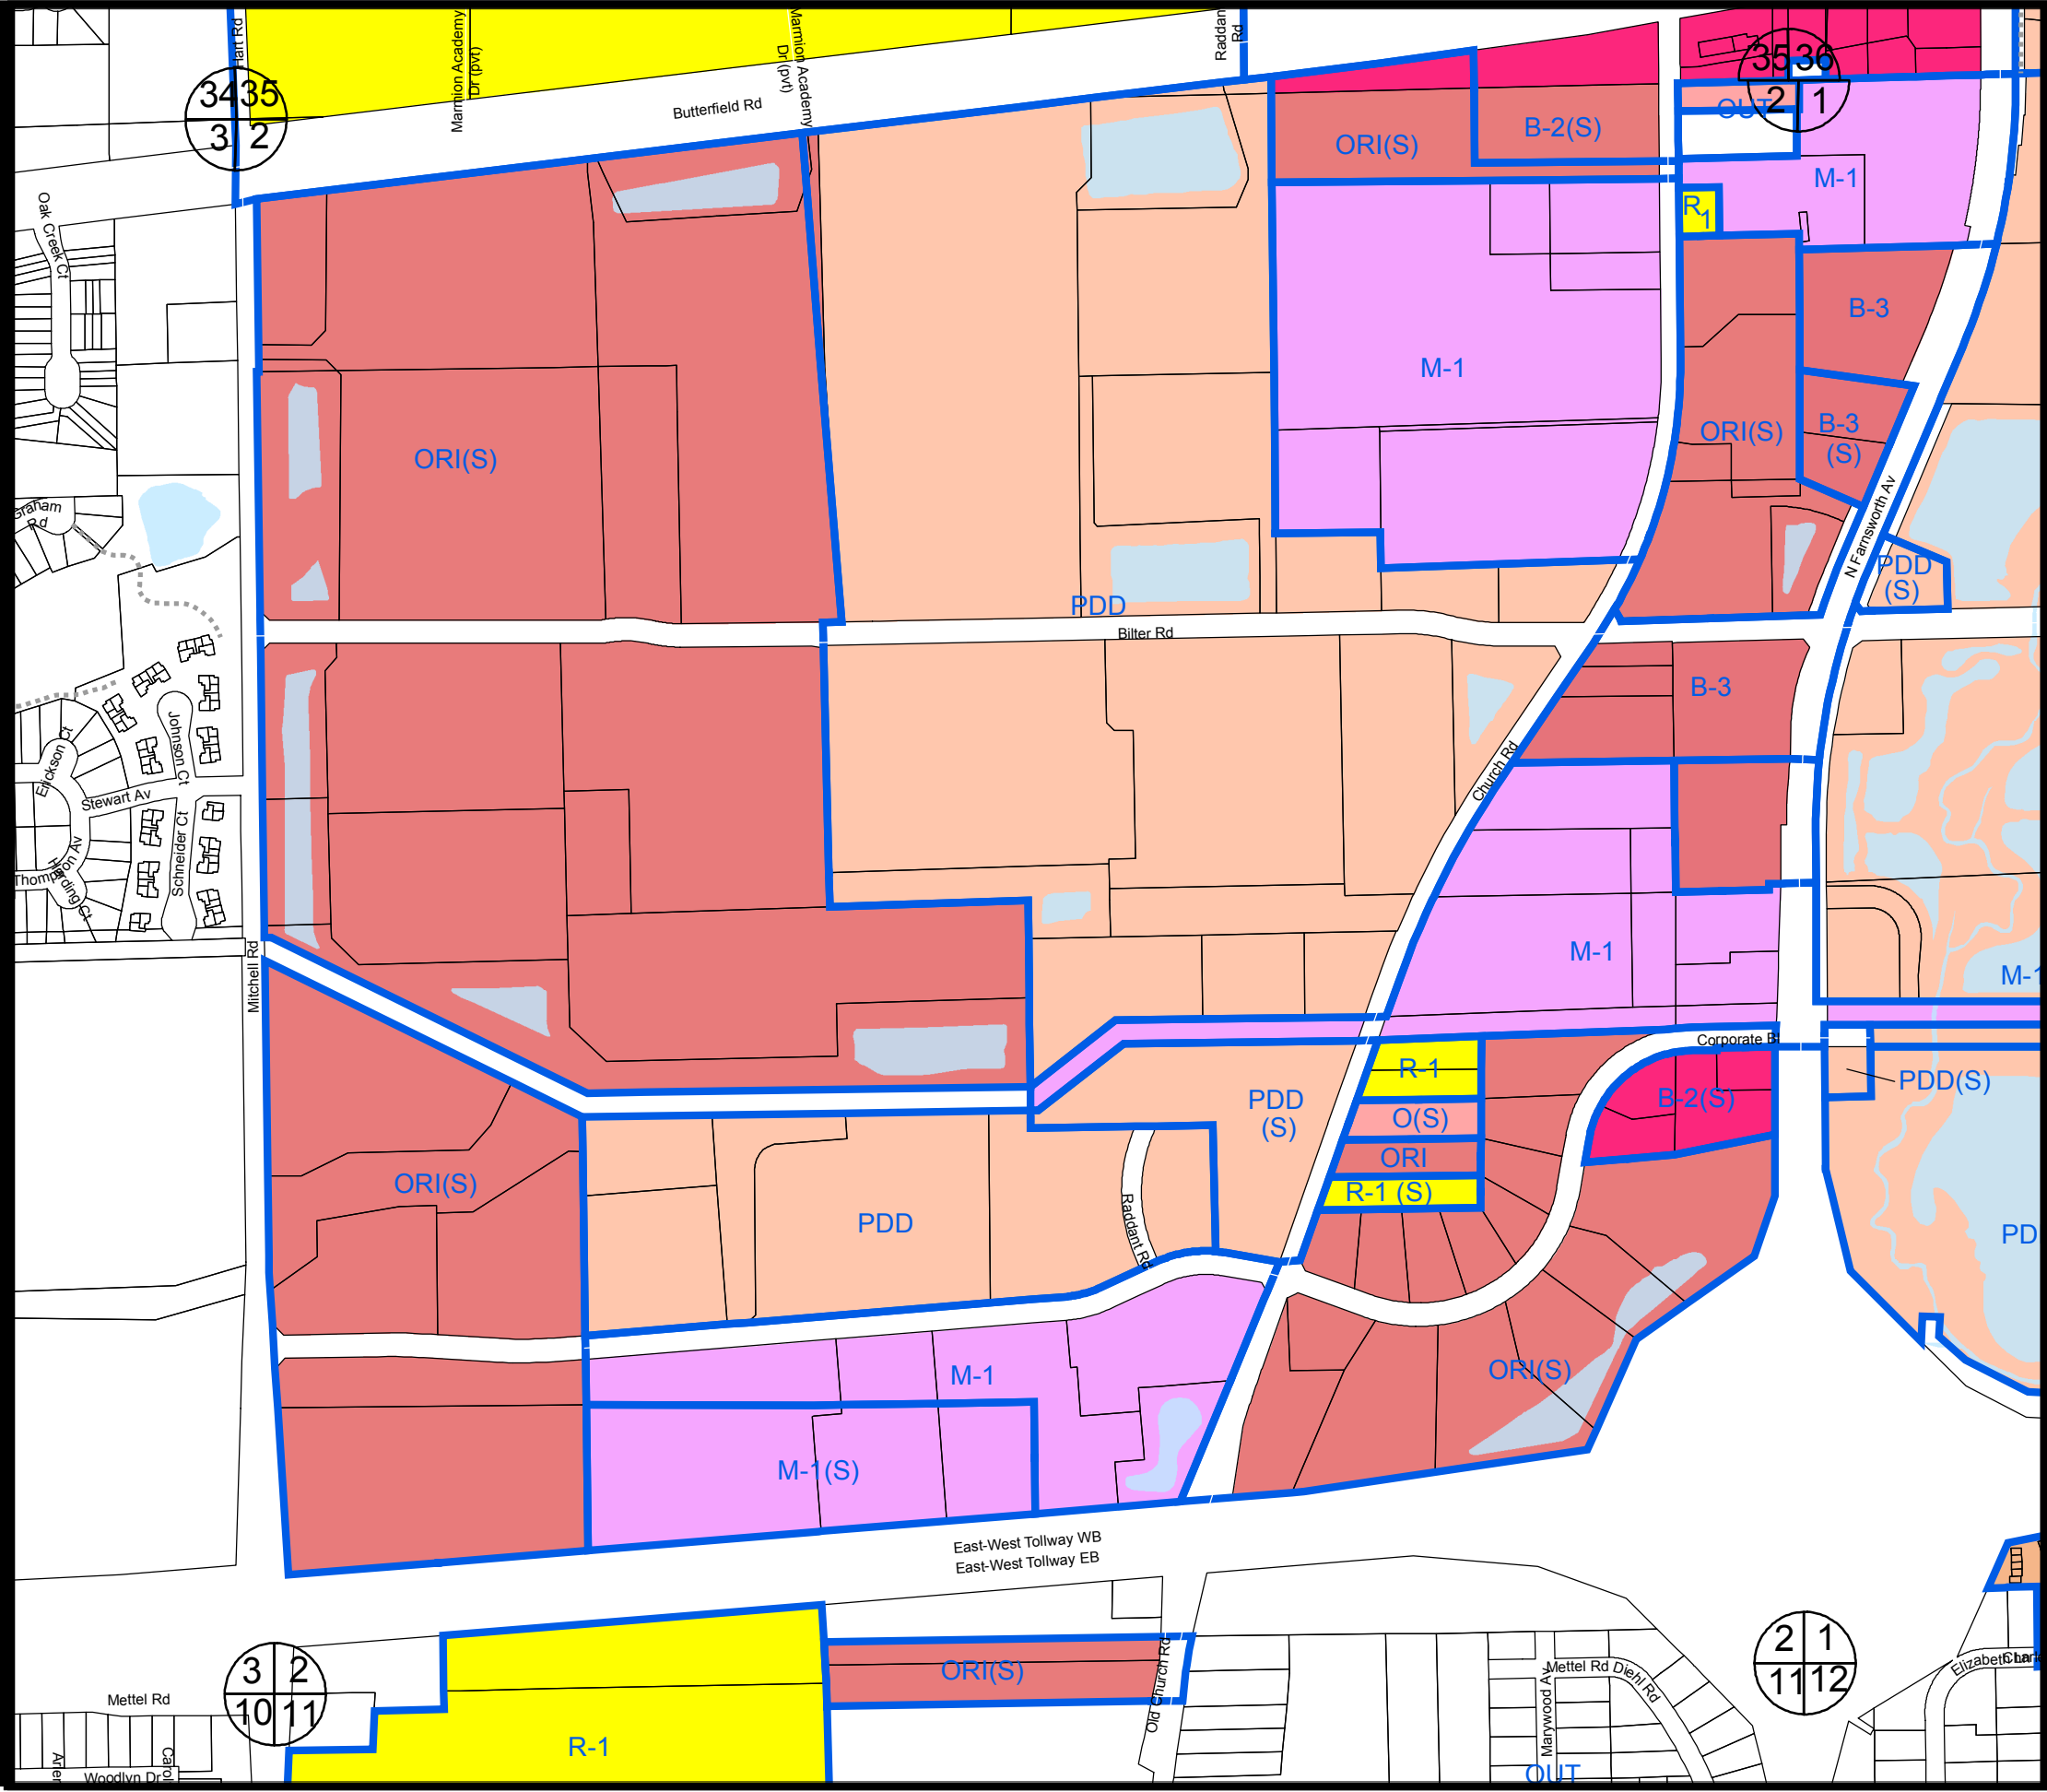 Hart Rd
Marmion Academy
Dr (pvt)
Marmion Academy
Dr (pvt)
Raddant
Rd
Butterfield Rd
34 35
3 2
35 36
2 1
OUT
ORI(S)
B-2(S)
M-1
R
1
Oak Creek Ct
B-3
M-1
ORI(S)
B-3
(S)
ORI(S)
N Farnsworth Av
Graham
Rd
PDD
(S)
PDD
Bilter Rd
B-3
Johnson Ct
Erickson Ct
Stewart Av
Church Rd
Schneider Ct
Thompson Av
Harding Ct
Mitchell Rd
M-1
M-1
Corporate Bl
R-1
PDD(S)
PDD
(S)
B-2(S)
O(S)
ORI
ORI(S)
R-1 (S)
Raddant Rd
PDD
PD
M-1
ORI(S)
M-1(S)
East-West Tollway WB
East-West Tollway EB
3 2
10 11
2 1
11 12
ORI(S)
Old Church Rd
Mettel Rd
Diehl Rd
Marywood Av
Elizabeth Ln
Mettel Rd
R-1
Woodlyn Dr
OUT